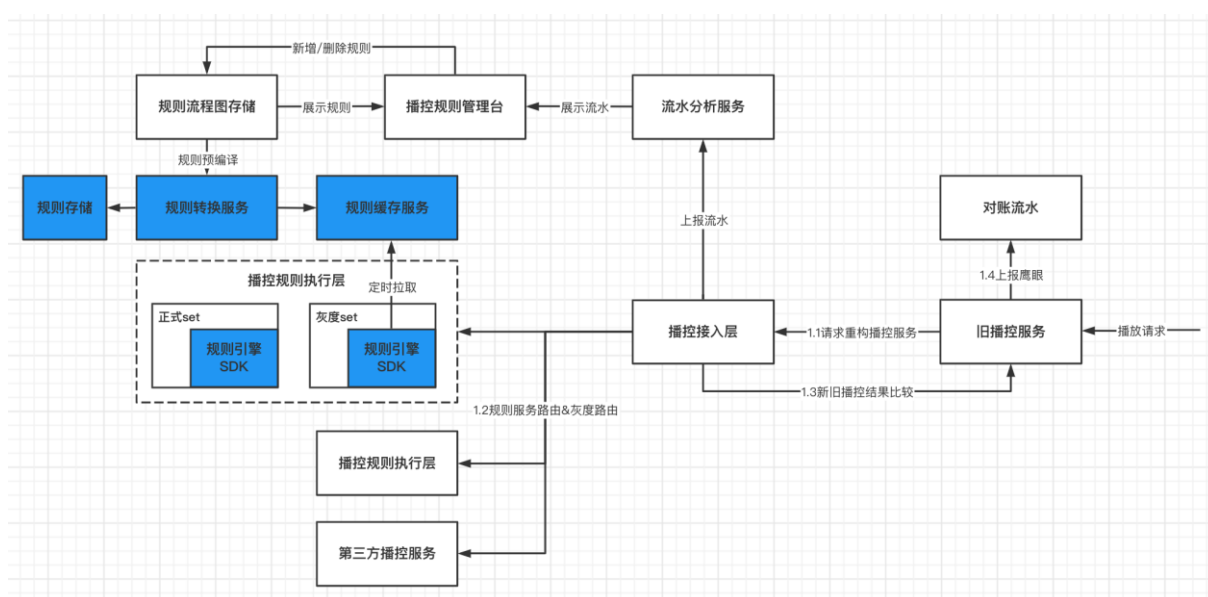 新增/删除规则
规则流程图存储
展示规则
播控规则管理台
展示流水
流水分析服务
规则预编译
规则存储
规则转换服务
规则缓存服务
对账流水
上报流水
播控规则执行层
定时拉取
1.4上报鹰眼
正式set
灰度set
规则引擎
SDK
规则引擎
SDK
播控接入层
1.1请求重构播控服务
旧播控服务
播放请求
1.3新旧播控结果比较
1.2规则服务路由&灰度路由
播控规则执行层
第三方播控服务